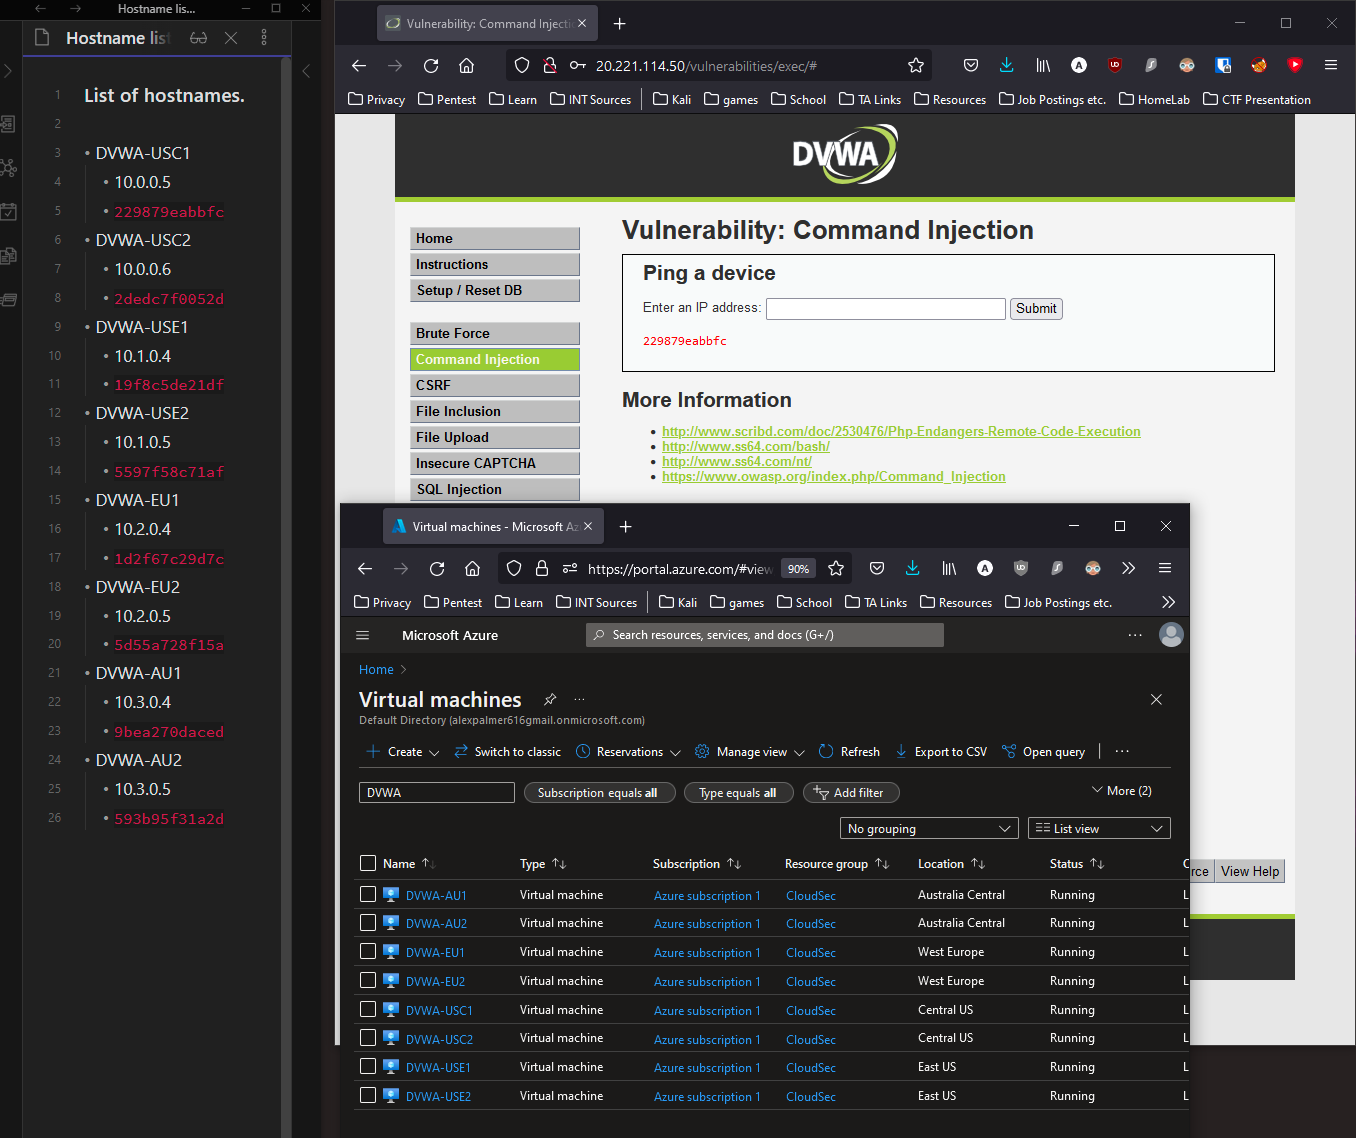 Hostname lis...
Hostname list
1 List of hostnames.
2
3 • DVWA-USC1
4 • 10.0.0.5
5 • 229879eabbfc
6 • DVWA-USC2
7 • 10.0.0.6
8 • 2dedc7f0052d
9 • DVWA-USE1
10 • 10.1.0.4
11 • 19f8c5de21df
12 • DVWA-USE2
13 • 10.1.0.5
14 • 5597f58c71af
15 • DVWA-EU1
16 • 10.2.0.4
17 • 1d2f67c29d7c
18 • DVWA-EU2
19 • 10.2.0.5
20 • 5d55a728f15a
21 • DVWA-AU1
22 • 10.3.0.4
23 • 9bea270daced
24 • DVWA-AU2
25 • 10.3.0.5
26 • 593b95f31a2d
Vulnerability: Command Injecti
20.221.114.50/vulnerabilities/exec/#
Privacy Pentest Learn INT Sources Kali games School TA Links Resources Job Postings etc. HomeLab CTF Presentation
DVWA
Home
Instructions
Setup / Reset DB
Brute Force
Command Injection
CSRF
File Inclusion
File Upload
Insecure CAPTCHA
SQL Injection
Vulnerability: Command Injection
Ping a device
Enter an IP address: Submit
229879eabbfc
More Information
• http://www.scribd.com/doc/2530476/Php-Endangers-Remote-Code-Execution
• http://www.ss64.com/bash/
• http://www.ss64.com/nt/
• https://www.owasp.org/index.php/Command_Injection
rce View Help
Virtual machines - Microsoft Az
https://portal.azure.com/#view 90%
Privacy Pentest Learn INT Sources Kali games School TA Links Resources Job Postings etc.
Microsoft Azure Search resources, services, and docs (G+/) ...
Home >
Virtual machines ...
Default Directory (alexpalmer616gmail.onmicrosoft.com)
Create Switch to classic Reservations Manage view Refresh Export to CSV Open query ...
DVWA Subscription equals all Type equals all Add filter More (2)
No grouping List view
Name Type Subscription Resource group Location Status
DVWA-AU1 Virtual machine Azure subscription 1 CloudSec Australia Central Running L
DVWA-AU2 Virtual machine Azure subscription 1 CloudSec Australia Central Running L
DVWA-EU1 Virtual machine Azure subscription 1 CloudSec West Europe Running L
DVWA-EU2 Virtual machine Azure subscription 1 CloudSec West Europe Running L
DVWA-USC1 Virtual machine Azure subscription 1 CloudSec Central US Running L
DVWA-USC2 Virtual machine Azure subscription 1 CloudSec Central US Running L
DVWA-USE1 Virtual machine Azure subscription 1 CloudSec East US Running L
DVWA-USE2 Virtual machine Azure subscription 1 CloudSec East US Running L